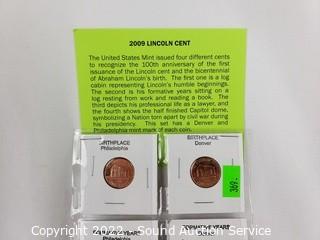 2009 LINCOLN CENT
The United States Mint issued four different cents
to recognize the 100th anniversary of the first
issuance of the Lincoln cent and the bicentennial
of Abraham Lincoln's birth. The first one is a log
cabin representing Lincoln's humble beginnings.
The second is his formative years sitting on a
log resting from work and reading a book. The
third depicts his professional life as a lawyer, and
the fourth shows the half finished Capitol dome,
symbolizing a Nation torn apart by civil war
during his presidency. This set has a Denver and
Philadelphia mint mark of each coin.
BIRTHPLACE
Philadelphia
BIRTHPLACE
Denver
369.
Philadelphia
Copyright 2022 - Sound Auction Service